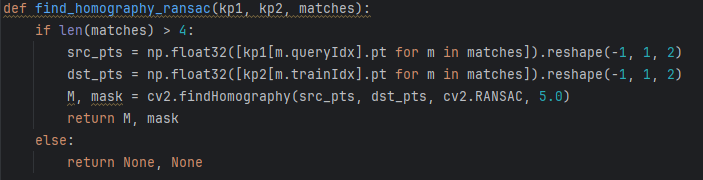 def find_homography_ransac(kp1, kp2, matches):
    if len(matches) > 4:
        src_pts = np.float32([kp1[m.queryIdx].pt for m in matches]).reshape(-1, 1, 2)
        dst_pts = np.float32([kp2[m.trainIdx].pt for m in matches]).reshape(-1, 1, 2)
        M, mask = cv2.findHomography(src_pts, dst_pts, cv2.RANSAC, 5.0)
        return M, mask
    else:
        return None, None